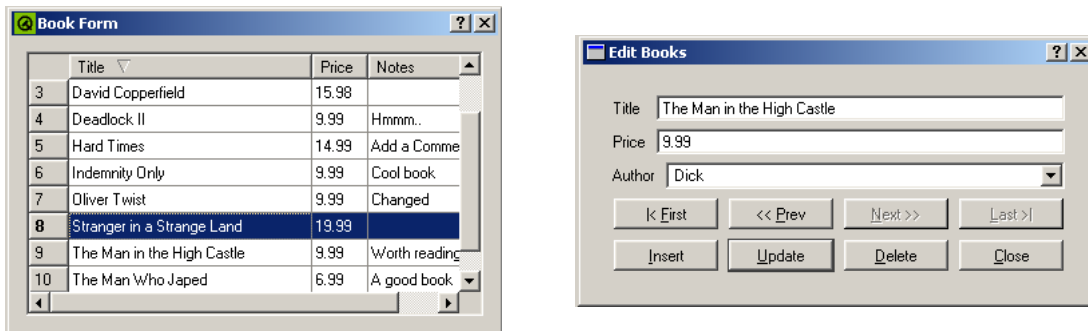 Book Form
Title Price Notes
3 David Copperfield 15.98
4 Deadlock II 9.99 Hmmm..
5 Hard Times 14.99 Add a Comme
6 Indemnity Only 9.99 Cool book
7 Oliver Twist 9.99 Changed
8 Stranger in a Strange Land 19.99
9 The Man in the High Castle 9.99 Worth reading
10 The Man Who Japed 6.99 A good book
Edit Books
Title The Man in the High Castle
Price 9.99
Author Dick
|< First << Prev Next >> Last >|
Insert Update Delete Close